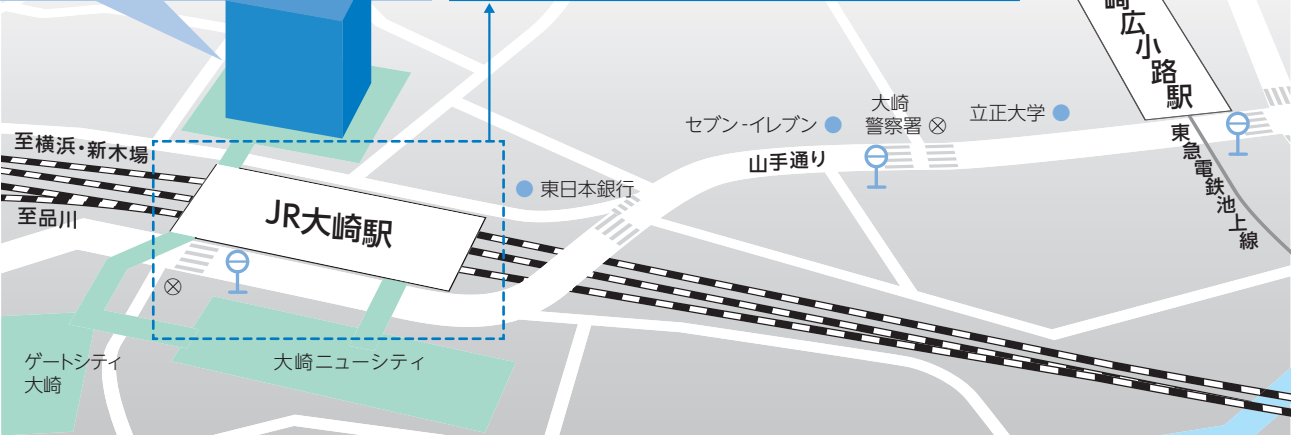 崎広小路駅
大崎
警察署
セブン-イレブン
立正大学
山手通り
東急電鉄池上線
至横浜・新木場
東日本銀行
至品川
JR大崎駅
ゲートシティ
大崎
大崎ニューシティ